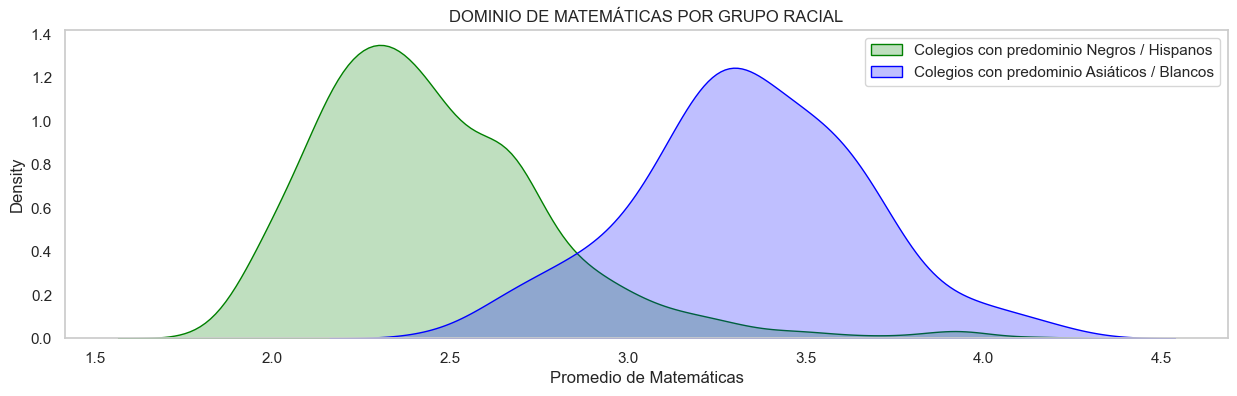 DOMINIO DE MATEMÁTICAS POR GRUPO RACIAL
Colegios con predominio Negros / Hispanos
Colegios con predominio Asiáticos / Blancos
Density
1.4
1.2
1.0
0.8
0.6
0.4
0.2
0.0
1.5 2.0 2.5 3.0 3.5 4.0 4.5
Promedio de Matemáticas